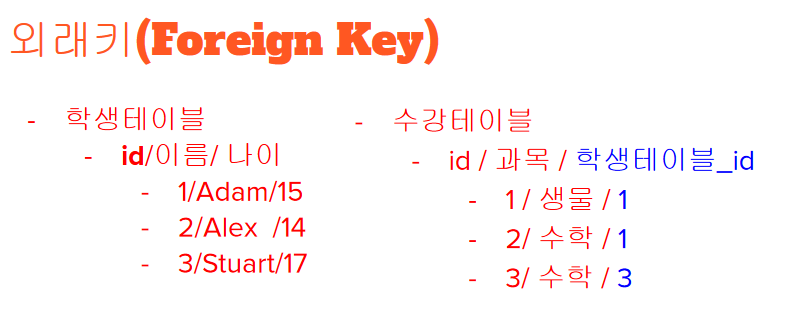 외래키(Foreign Key)
- 학생테이블
- id/이름/ 나이
- 1/Adam/15
- 2/Alex /14
- 3/Stuart/17
- 수강테이블
- id / 과목 / 학생테이블_id
- 1 / 생물 / 1
- 2/ 수학 / 1
- 3/ 수학 / 3